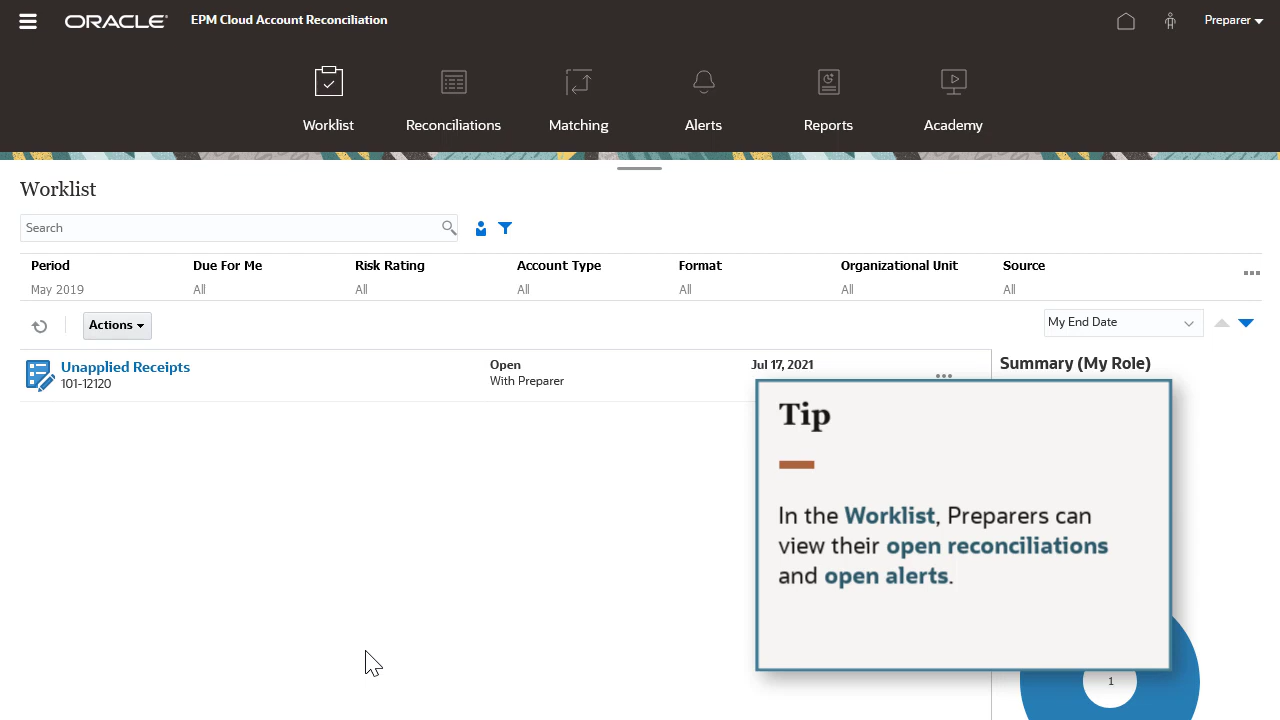 ORACLE EPM Cloud Account Reconciliation Preparer
Worklist Reconciliations Matching Alerts Reports Academy
Worklist
Search
Period Due For Me Risk Rating Account Type Format Organizational Unit Source
May 2019 All All All All All All
Actions My End Date
Unapplied Receipts Open Jul 17, 2021 Summary (My Role)
101-12120 With Preparer
Tip
In the Worklist, Preparers can
view their open reconciliations
and open alerts.
1